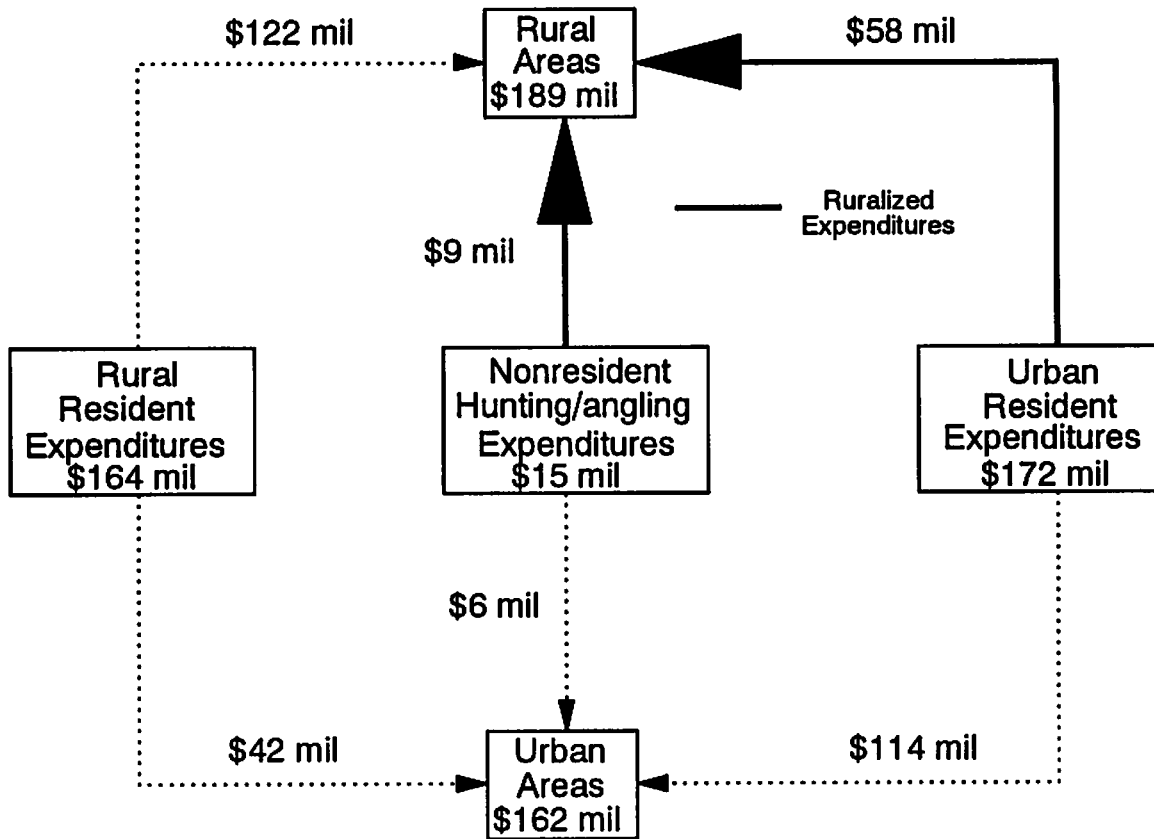 $122 mil
Rural
Areas
$189 mil
$58 mil
Ruralized
Expenditures
$9 mil
Rural
Resident
Expenditures
$164 mil
Nonresident
Hunting/angling
Expenditures
$15 mil
Urban
Resident
Expenditures
$172 mil
$6 mil
$42 mil
Urban
Areas
$162 mil
$114 mil